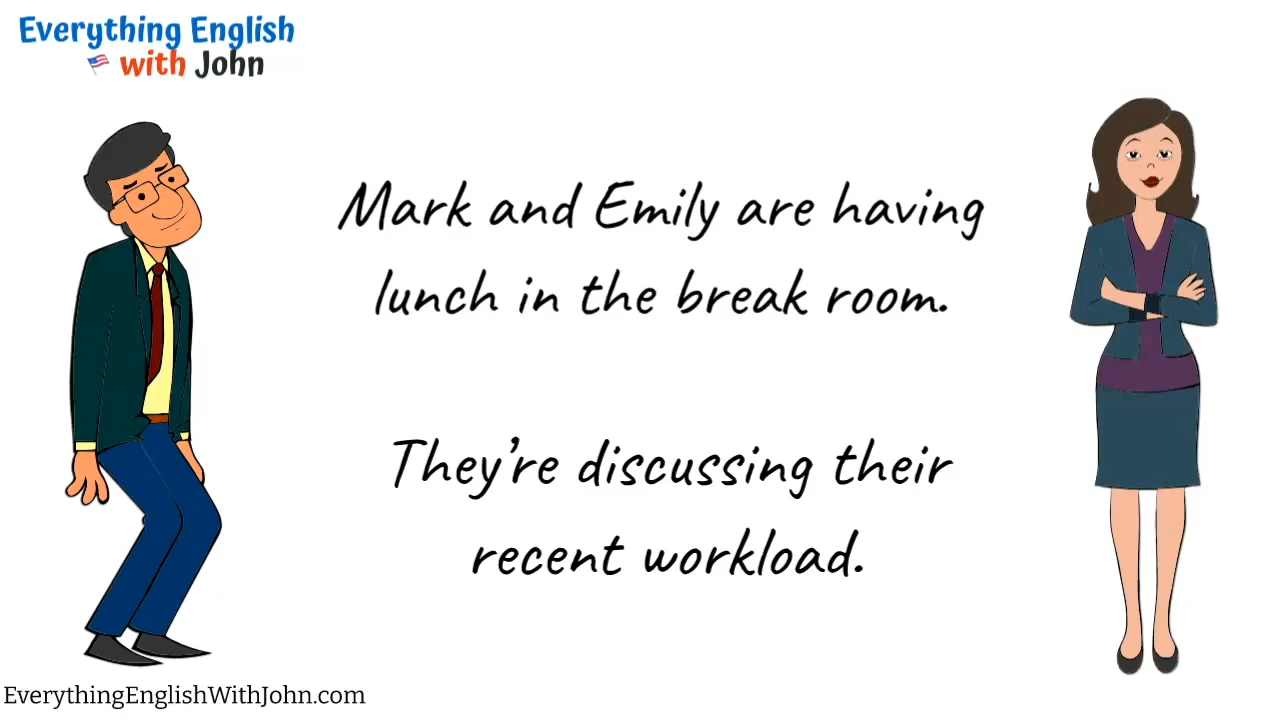 Everything English
with John
Mark and Emily are having
lunch in the break room.
They’re discussing their
recent workload.
EverythingEnglishWithJohn.com